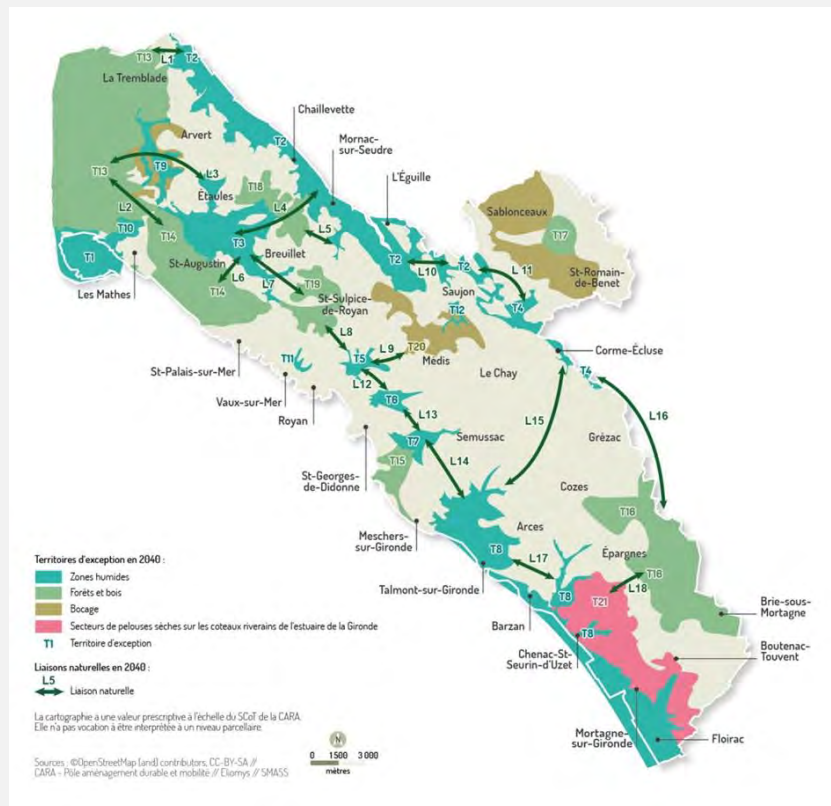 T13
L1
T2
La Tremblade
Chaillevette
Arvert
T2
Mornac-
sur-Seudre
T9
L3
T13
Étaules
T18
L4
L'Éguille
Sablonceaux
L2
L5
T17
T10
T14
T3
T1
St-Augustin
Breuillet
T2
L10
T2
L 11
St-Romain-
de-Benet
L6
Les Mathes
T14
L7
T19
Saujon
St-Sulpice-
de-Royan
T12
T4
L8
T20
Corme-Écluse
St-Palais-sur-Mer
T11
T5
L 9
Médis
Le Chay
T4
Vaux-sur-Mer
L12
Royan
T6
L15
L16
L13
Semussac
Grézac
T7
T15
L14
St-Georges-
de-Didonne
Cozes
T16
Meschers-
sur-Gironde
Arces
Épargnes
T8
L17
T16
Talmont-sur-Gironde
L18
T8
T21
Barzan
Brie-sous-
Mortagne
T8
Chenac-St-
Seurin-d'Uzet
Boutenac-
Touvent
Mortagne-
sur-Gironde
Floirac
Territoires d'exception en 2040 :
Zones humides
Forêts et bois
Bocage
Secteurs de pelouses sèches sur les coteaux riverains de l'estuaire de la Gironde
T1 Territoire d'exception
Liaisons naturelles en 2040 :
L5
Liaison naturelle
La cartographie a une valeur prescriptive à l'échelle du SCoT de la CARA.
Elle n'a pas vocation à être interprétée à un niveau parcellaire.
N
0 1500 3 000
mètres
Sources : ©OpenStreetMap (and) contributors, CC-BY-SA //
CARA - Pôle aménagement durable et mobilité // Eliomys // SMASS